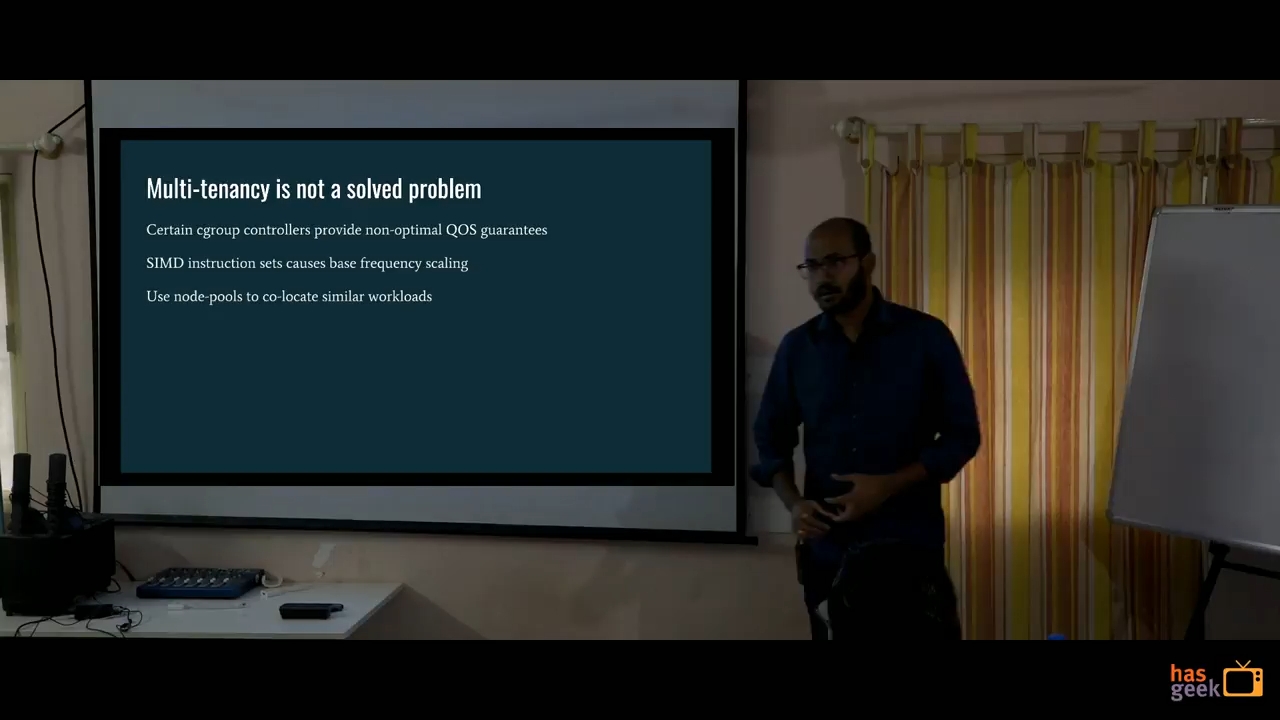 Multi-tenancy is not a solved problem
Certain cgroup controllers provide non-optimal QOS guarantees
SIMD instruction sets causes base frequency scaling
Use node-pools to co-locate similar workloads
has
geek